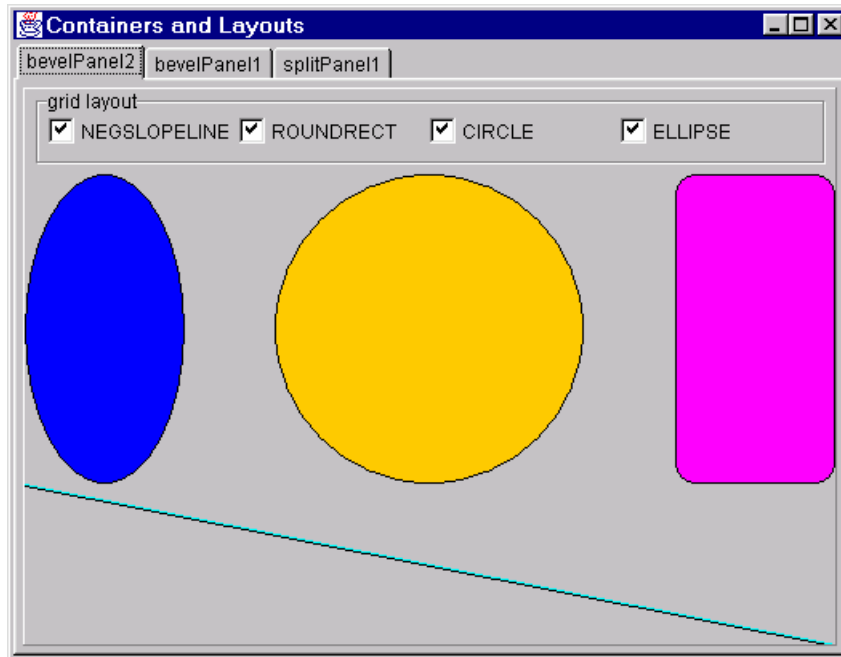 Containers and Layouts
bevelPanel2 bevelPanel1 splitPanel1
grid layout
NEGSLOPELINE ROUNDRECT CIRCLE ELLIPSE